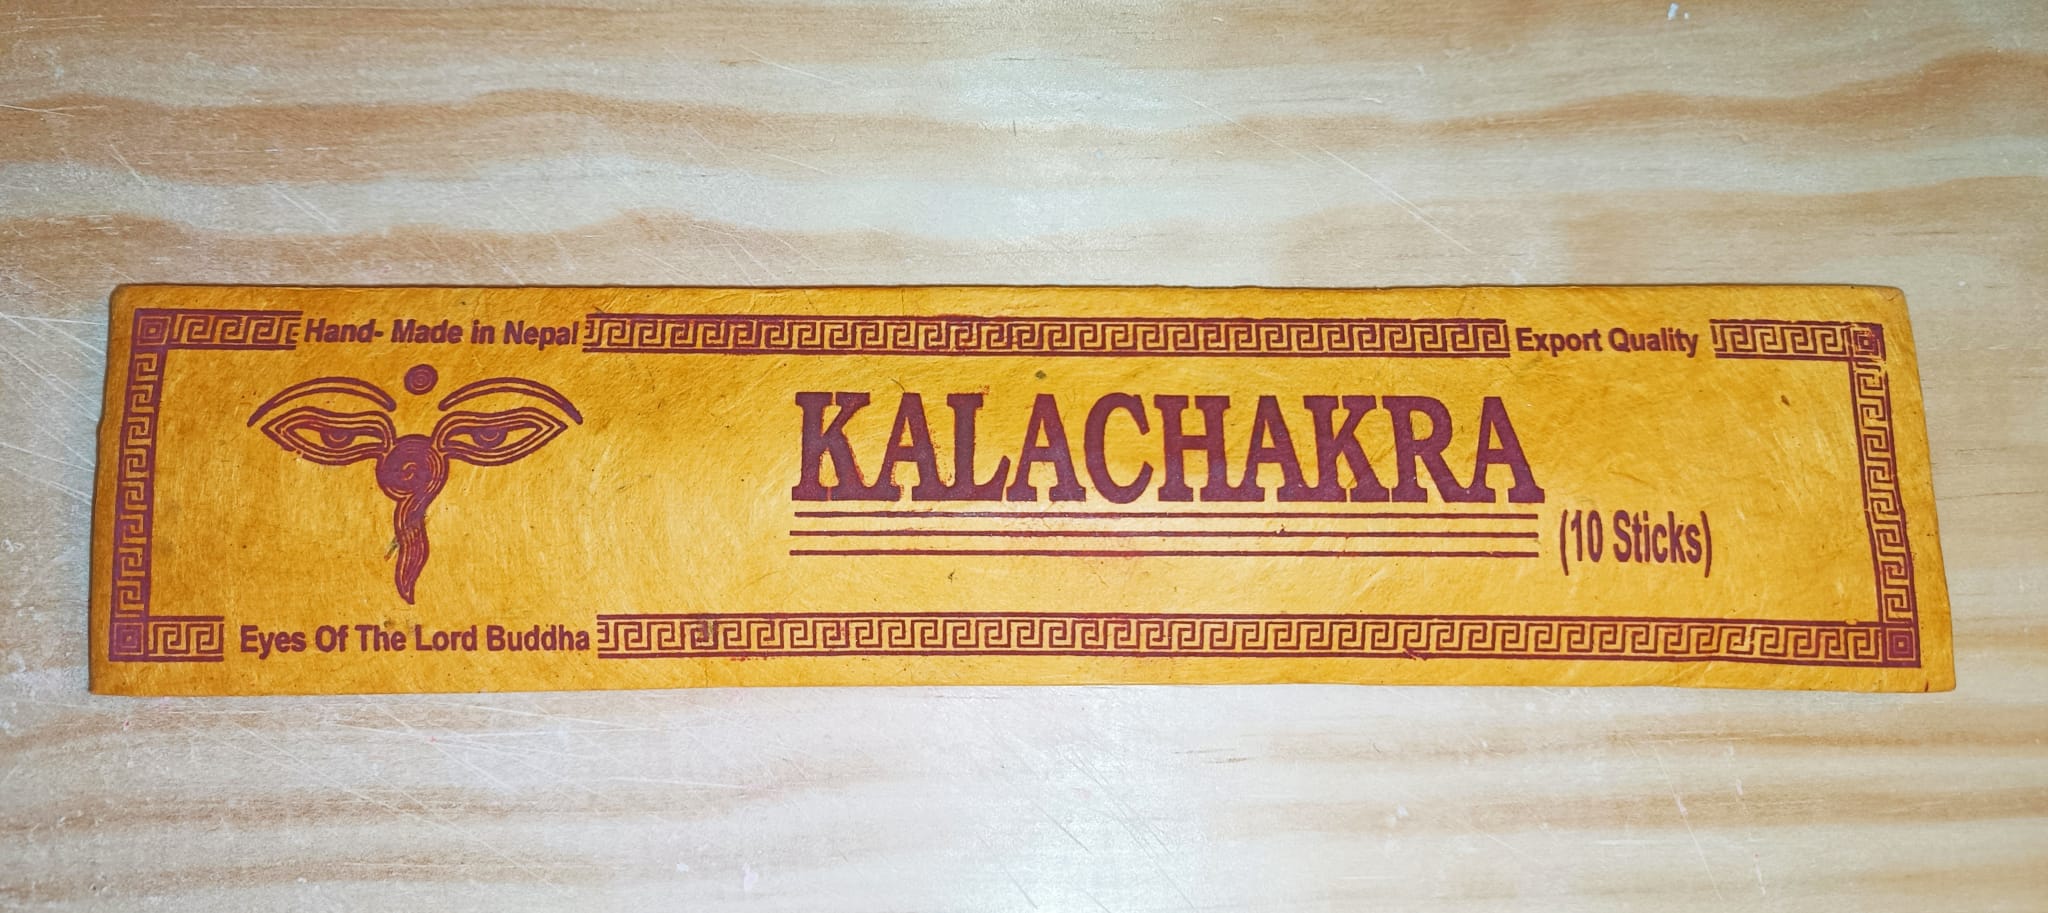 Hand- Made in Nepal
Export Quality
KALACHAKRA
(10 Sticks)
Eyes Of The Lord Buddha